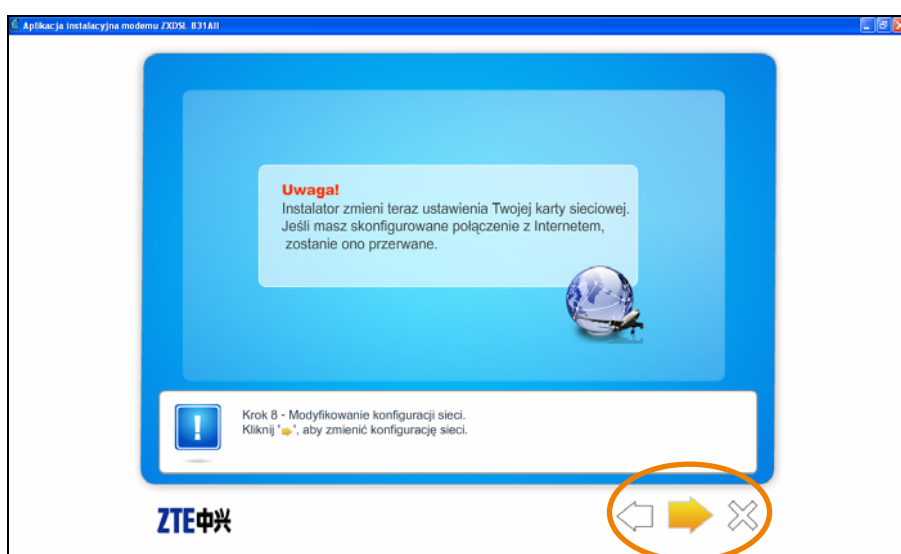 Aplikacja instalacyjna modemu ZXDSL 831AII
Uwaga!
Instalator zmieni teraz ustawienia Twojej karty sieciowej.
Jeśli masz skonfigurowane połączenie z Internetem,
zostanie ono przerwane.
Krok 8 - Modyfikowanie konfiguracji sieci.
Kliknij ' ', aby zmienić konfigurację sieci.
ZTE中兴